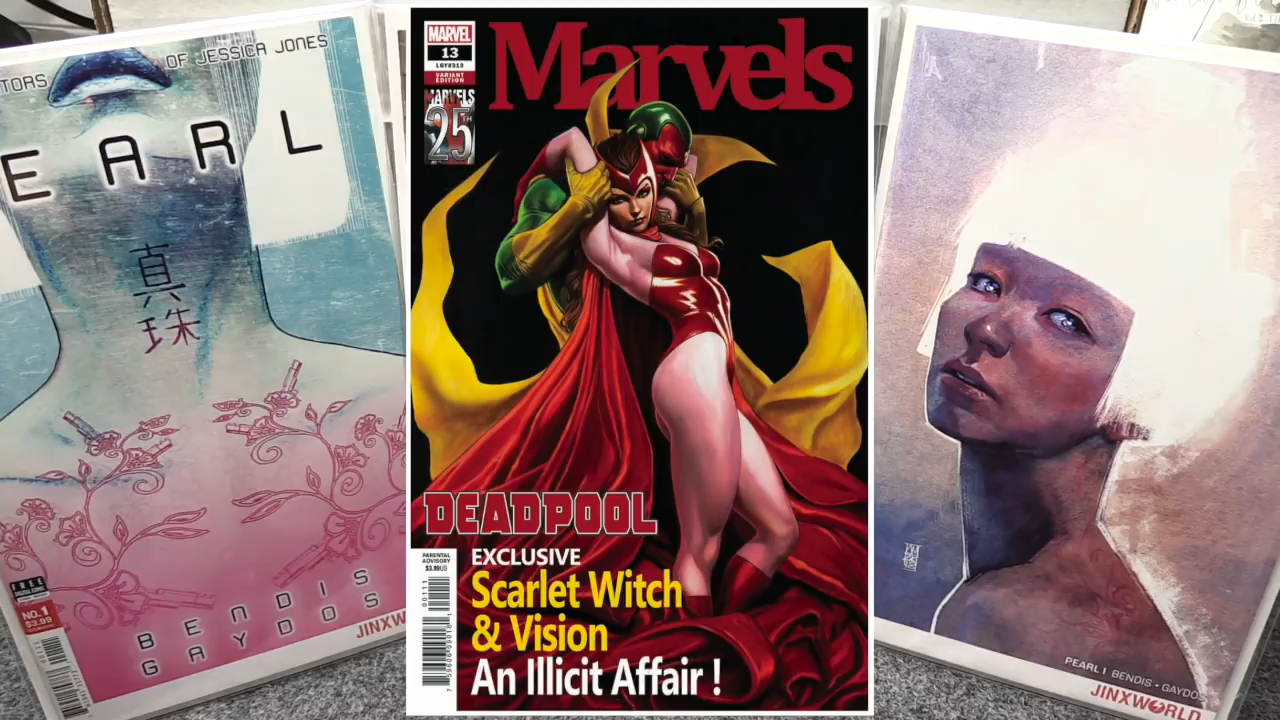 TORS
OF JESSICA JONES
EARL
真
珠
FREE
NO.1
$3.99
BENDIS
GAYDOS
JINXW
MARVEL
13
LGY#313
VARIANT
EDITION
MARVELS
25TH
Marvels
DEADPOOL
PARENTAL
ADVISORY
$3.99US
EXCLUSIVE
Scarlet Witch
& Vision
An Illicit Affair !
00111
PEARL 1 BENDIS • GAYDOS
JINXWORLD